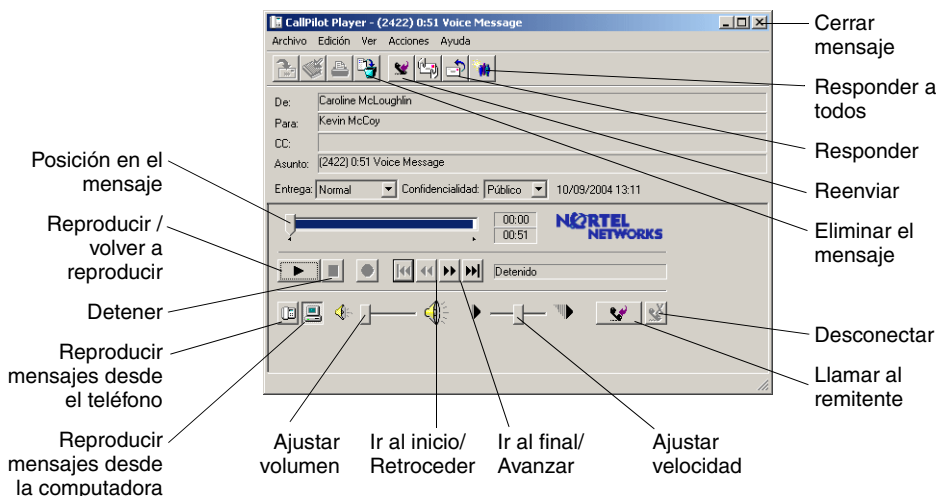 CallPilot Player - (2422) 0:51 Voice Message
Archivo Edición Ver Acciones Ayuda
De: Caroline McLoughlin
Para: Kevin McCoy
CC:
Asunto: (2422) 0:51 Voice Message
Entrega: Normal Confidencialidad: Público 10/09/2004 13:11
00:00
00:51
NORTEL
NETWORKS
Detenido
Cerrar
mensaje
Responder a
todos
Responder
Reenviar
Eliminar el
mensaje
Desconectar
Llamar al
remitente
Posición en el
mensaje
Reproducir /
volver a
reproducir
Detener
Reproducir
mensajes desde
el teléfono
Reproducir
mensajes desde
la computadora
Ajustar
volumen
Ir al inicio/
Retroceder
Ir al final/
Avanzar
Ajustar
velocidad